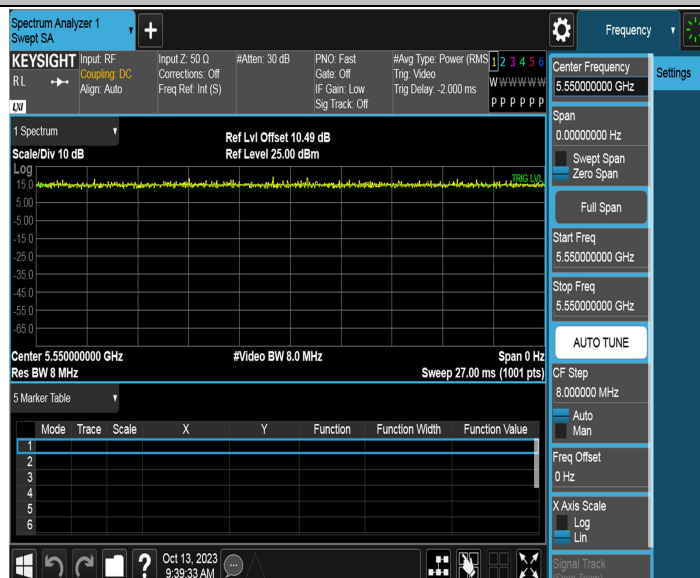 Spectrum Analyzer 1
Swept SA
Frequency
KEYSIGHT
RL
LXI
Input: RF
Coupling: DC
Align: Auto
Input Z: 50 Ω
Corrections: Off
Freq Ref: Int (S)
#Atten: 30 dB
PNO: Fast
Gate: Off
IF Gain: Low
Sig Track: Off
#Avg Type: Power (RMS
Trig: Video
Trig Delay: -2.000 ms
1 2 3 4 5 6
W W W W W W
P P P P P P
Center Frequency
5.550000000 GHz
Settings
Span
0.00000000 Hz
Swept Span
Zero Span
Full Span
Start Freq
5.550000000 GHz
Stop Freq
5.550000000 GHz
AUTO TUNE
CF Step
8.000000 MHz
Auto
Man
Freq Offset
0 Hz
X Axis Scale
Log
Lin
Signal Track
(Span Zoom)
1 Spectrum
Scale/Div 10 dB
Ref Lvl Offset 10.49 dB
Ref Level 25.00 dBm
Log
TRIG LVL
15.0
5.00
-5.00
-15.0
-25.0
-35.0
-45.0
-55.0
-65.0
Center 5.550000000 GHz
#Video BW 8.0 MHz
Span 0 Hz
Res BW 8 MHz
Sweep 27.00 ms (1001 pts)
5 Marker Table
Mode Trace Scale X Y Function Function Width Function Value
1
2
3
4
5
6
?
Oct 13, 2023
9:39:33 AM